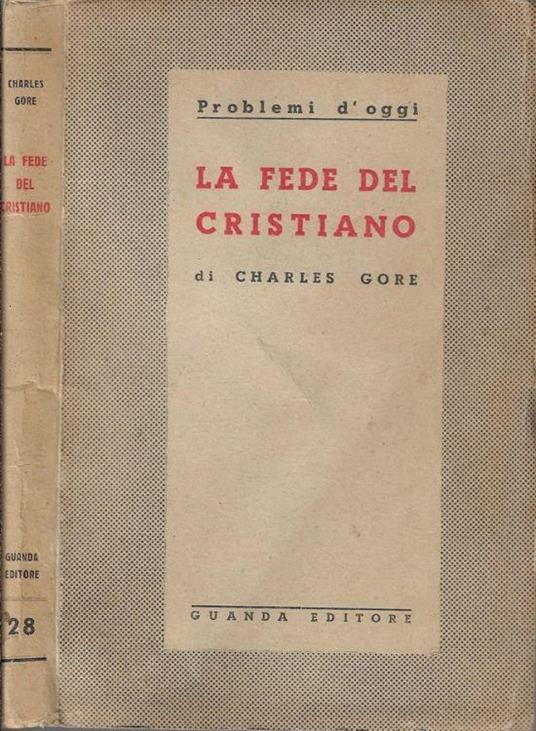 CHARLES
GORE
LA FEDE
DEL
CRISTIANO
GUANDA
EDITORE
28
Problemi d'oggi
LA FEDE DEL
CRISTIANO
di CHARLES GORE
GUANDA EDITORE